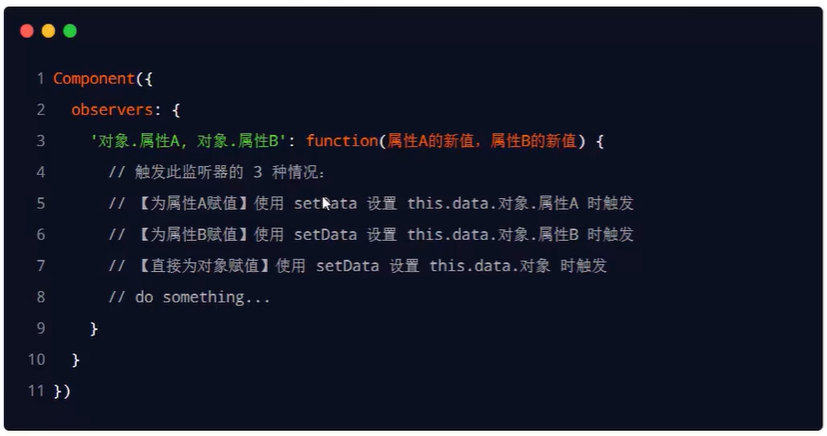 1 Component({
2 observers: {
3 '对象.属性A, 对象.属性B': function(属性A的新值，属性B的新值) {
4 // 触发此监听器的 3 种情况：
5 // 【为属性A赋值】使用 setData 设置 this.data.对象.属性A 时触发
6 // 【为属性B赋值】使用 setData 设置 this.data.对象.属性B 时触发
7 // 【直接为对象赋值】使用 setData 设置 this.data.对象 时触发
8 // do something...
9 }
10 }
11 })